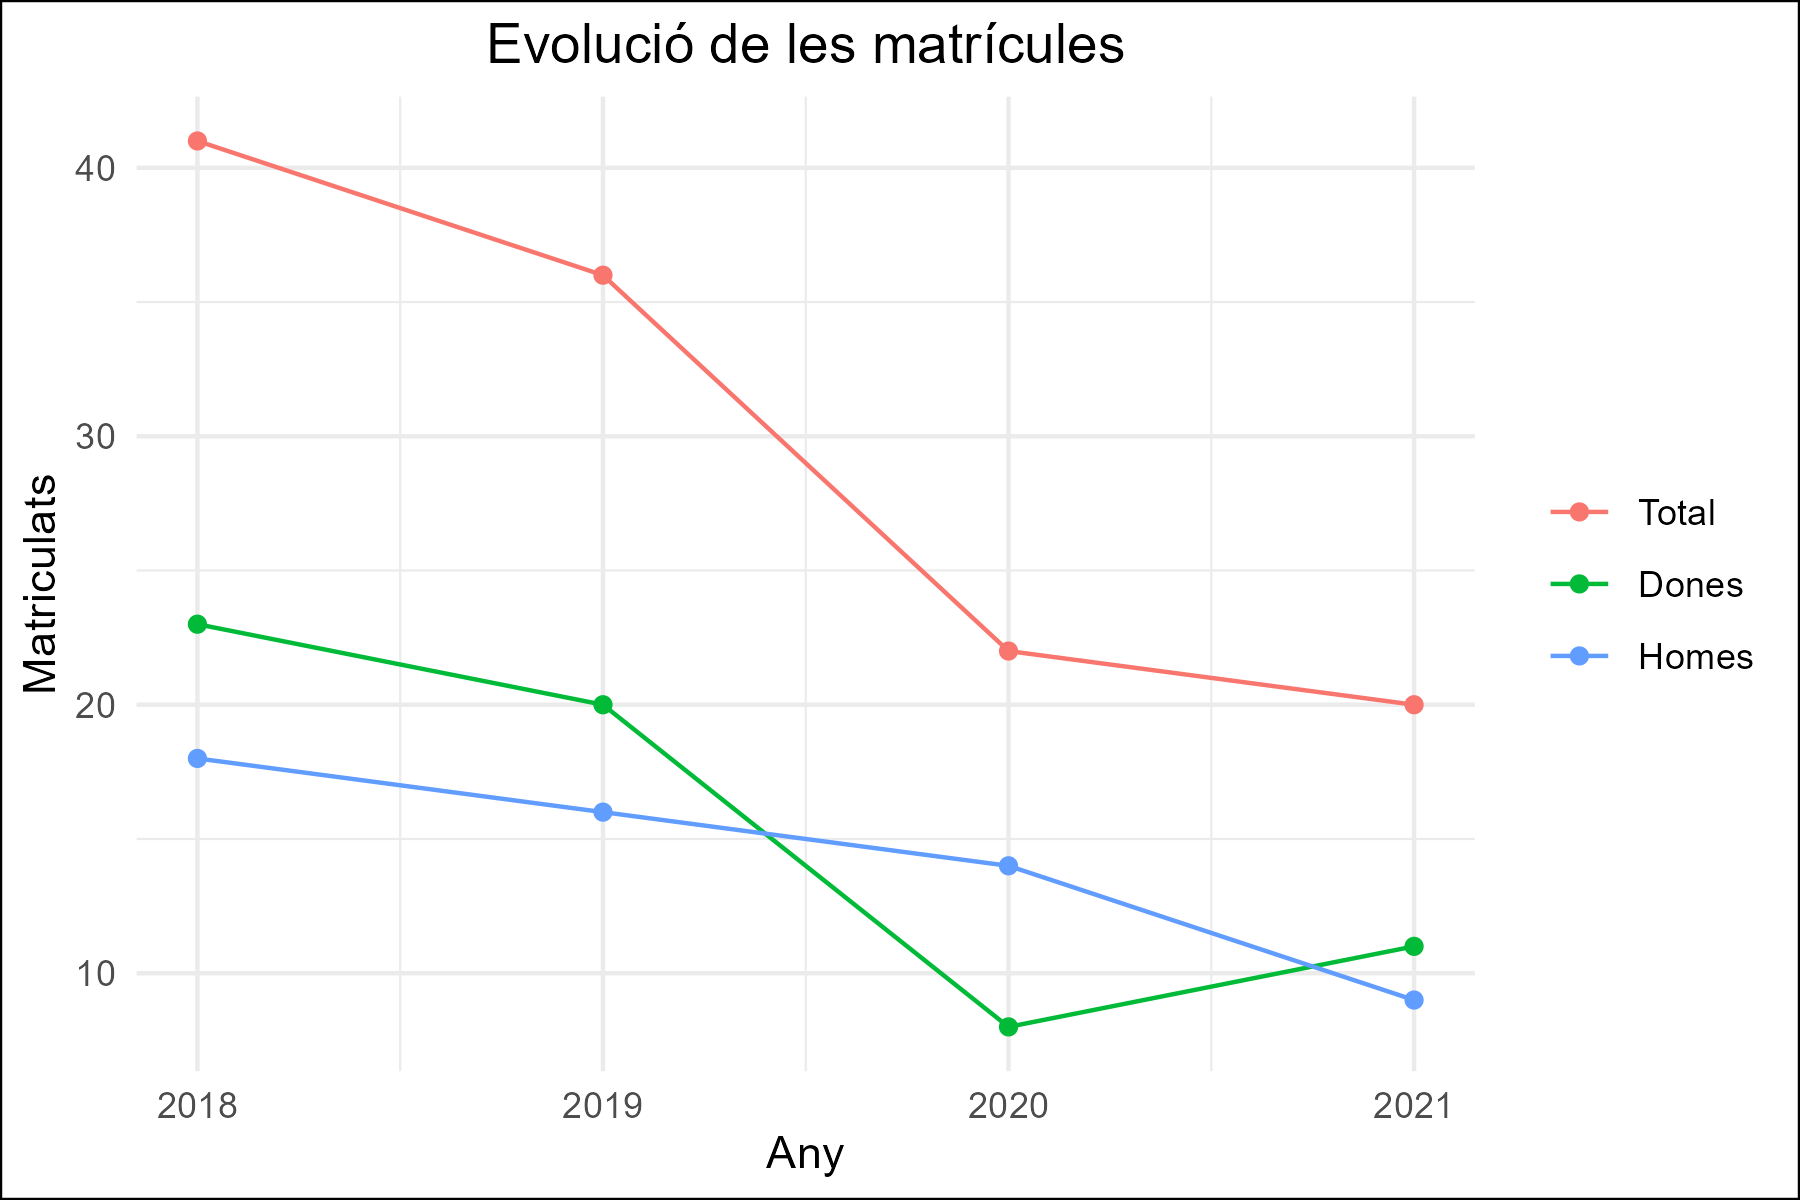 Evolució de les matrícules
Matriculats
40
30
20
10
2018 2019 2020 2021
Any
Total
Dones
Homes